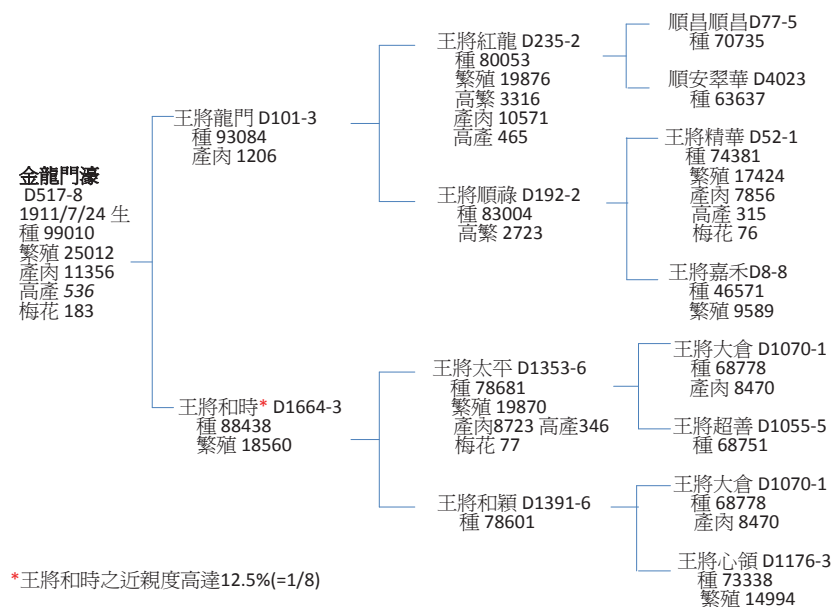 金龍門濠
D517-8
1911/7/24 生
種 99010
繁殖 25012
產肉 11356
高產 536
梅花 183
王將龍門 D101-3
種 93084
產肉 1206
王將和時* D1664-3
種 88438
繁殖 18560
王將紅龍 D235-2
種 80053
繁殖 19876
高繁 3316
產肉 10571
高產 465
王將順祿 D192-2
種 83004
高繁 2723
王將太平 D1353-6
種 78681
繁殖 19870
產肉8723 高產346
梅花 77
王將和穎 D1391-6
種 78601
順昌順昌D77-5
種 70735
順安翠華 D4023
種 63637
王將精華 D52-1
種 74381
繁殖 17424
產肉 7856
高產 315
梅花 76
王將嘉禾D8-8
種 46571
繁殖 9589
王將大倉 D1070-1
種 68778
產肉 8470
王將超善 D1055-5
種 68751
王將大倉 D1070-1
種 68778
產肉 8470
王將心領 D1176-3
種 73338
繁殖 14994
*王將和時之近親度高達12.5%(=1/8)